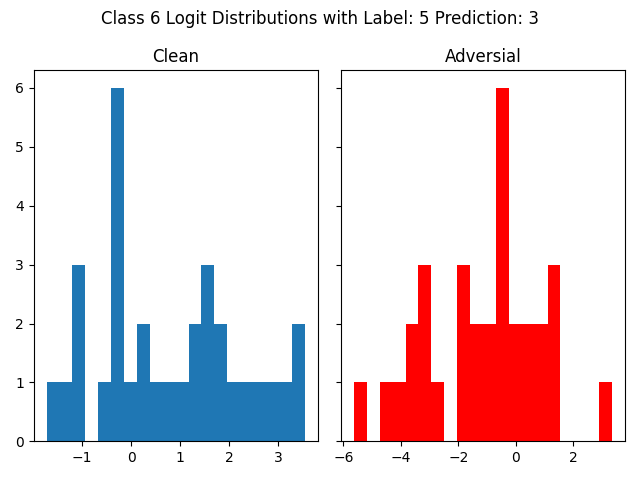 Class 6 Logit Distributions with Label: 5 Prediction: 3
Clean
Adversial
6
5
4
3
2
1
0
−1 0 1 2 3
−6 −4 −2 0 2